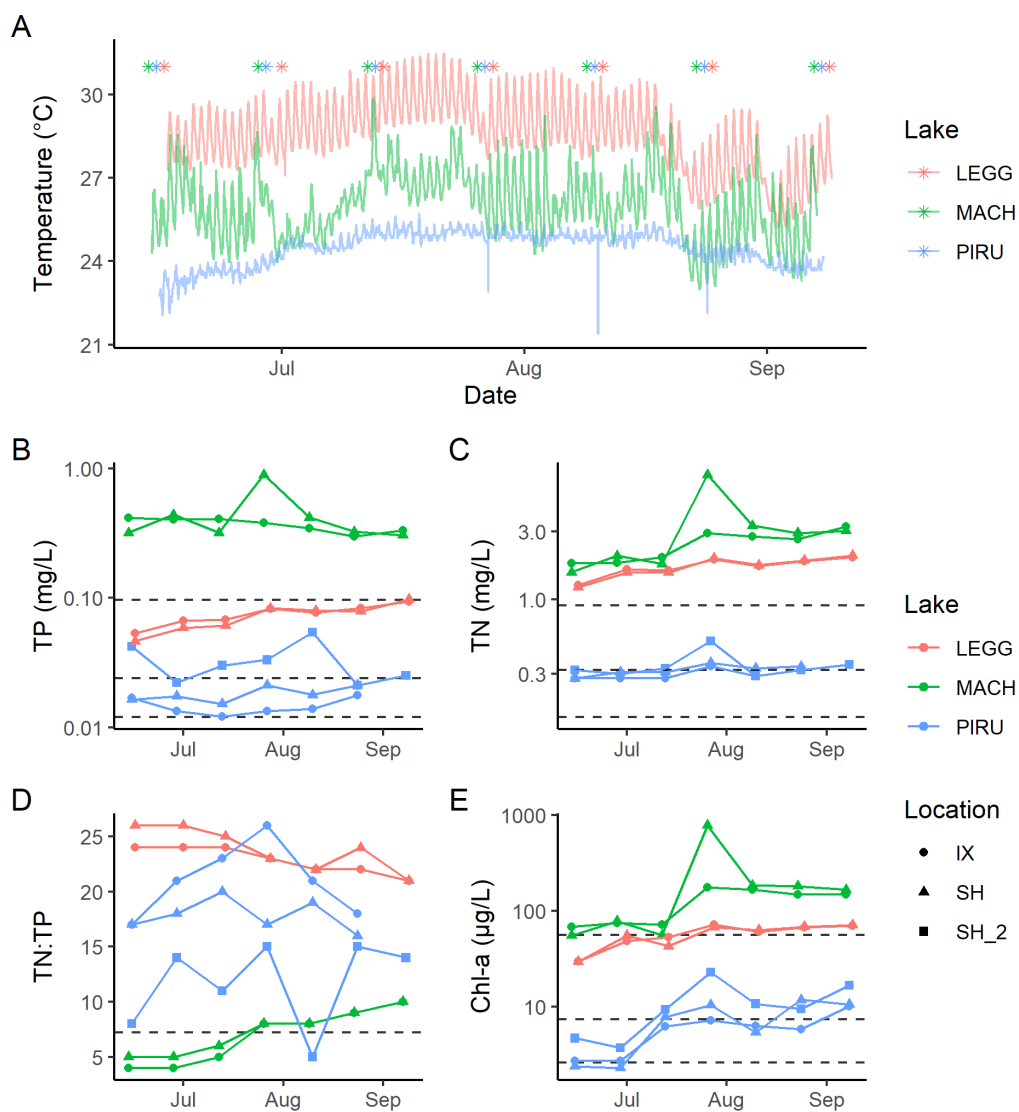 A
Temperature (°C)
30
27
24
21
Jul
Aug
Sep
Date
Lake
LEGG
MACH
PIRU
B
TP (mg/L)
1.00
0.10
0.01
Jul
Aug
Sep
C
TN (mg/L)
3.0
1.0
0.3
Jul
Aug
Sep
Lake
LEGG
MACH
PIRU
D
TN:TP
25
20
15
10
5
Jul
Aug
Sep
E
Chl-a (µg/L)
1000
100
10
Jul
Aug
Sep
Location
IX
SH
SH_2